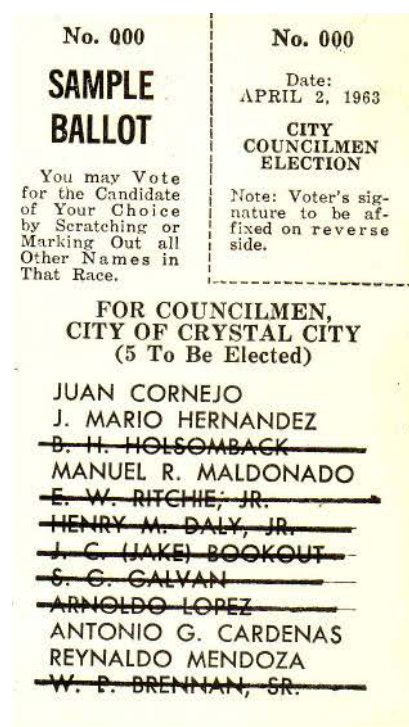 No. 000
SAMPLE
BALLOT
You may Vote
for the Candidate
of Your Choice
by Scratching or
Marking Out all
Other Names in
That Race.
No. 000
Date:
APRIL 2, 1963
CITY
COUNCILMEN
ELECTION
Note: Voter's sig-
nature to be af-
fixed on reverse
side.
FOR COUNCILMEN,
CITY OF CRYSTAL CITY
(5 To Be Elected)
JUAN CORNEJO
J. MARIO HERNANDEZ
B. H. HOLSOMBACK
MANUEL R. MALDONADO
E. W. RITCHIE, JR.
HENRY M. DALY, JR.
J. C. (JAKE) BOOKOUT
S. G. GALVAN
ARNOLDO LOPEZ
ANTONIO G. CARDENAS
REYNALDO MENDOZA
W. P. BRENNAN, SR.